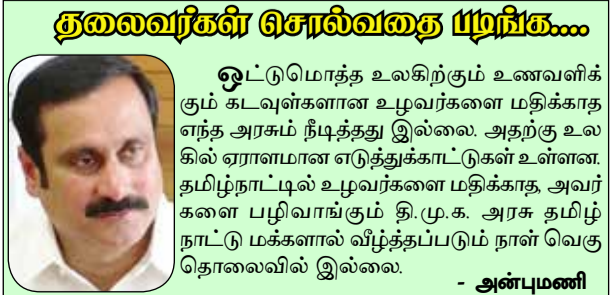 தலைவர்கள் சொல்வதை படிங்க....
ஒட்டுமொத்த உலகிற்கும் உணவளிக்
கும் கடவுள்களான உழவர்களை மதிக்காத
எந்த அரசும் நீடித்தது இல்லை. அதற்கு உல
கில் ஏராளமான எடுத்துக்காட்டுகள் உள்ளன.
தமிழ்நாட்டில் உழவர்களை மதிக்காத, அவர்
களை பழிவாங்கும் தி.மு.க. அரசு தமிழ்
நாட்டு மக்களால் வீழ்த்தப்படும் நாள் வெகு
தொலைவில் இல்லை.
- அன்புமணி